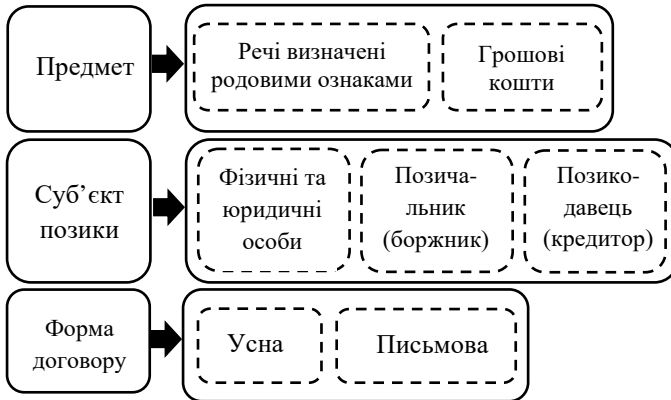 Предмет
Речі визначені
родовими ознаками
Грошові
кошти
Суб’єкт
позики
Фізичні та
юридичні
особи
Позича-
льник
(боржник)
Позико-
давець
(кредитор)
Форма
договору
Усна
Письмова